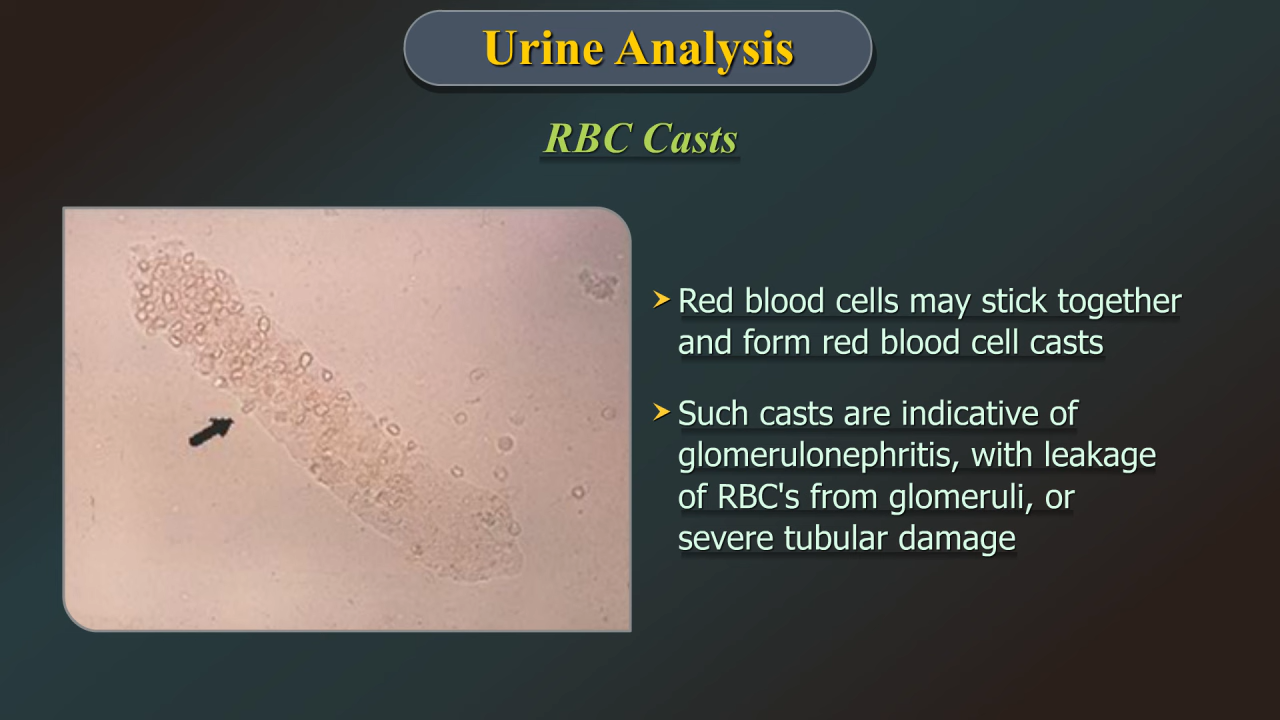 Urine Analysis
RBC Casts
Red blood cells may stick together
and form red blood cell casts
Such casts are indicative of
glomerulonephritis, with leakage
of RBC's from glomeruli, or
severe tubular damage